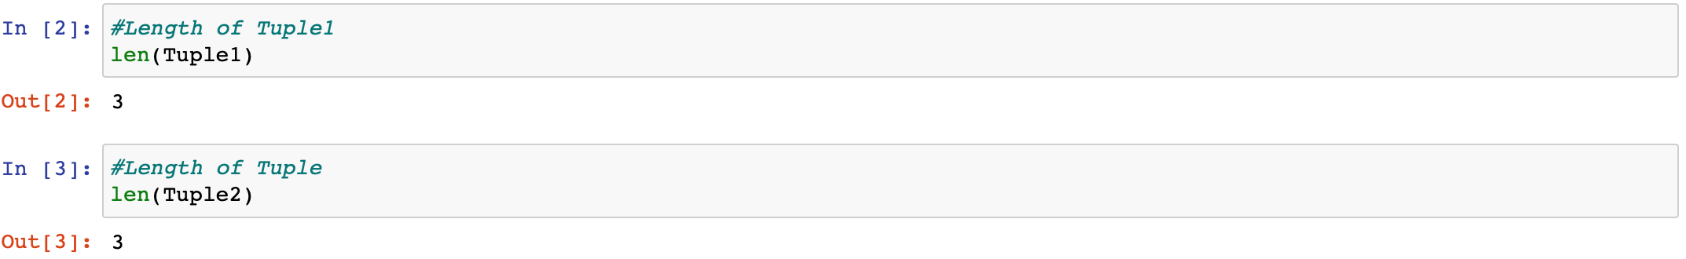 In [2]: #Length of Tuple1
len(Tuple1)
Out[2]: 3
In [3]: #Length of Tuple
len(Tuple2)
Out[3]: 3